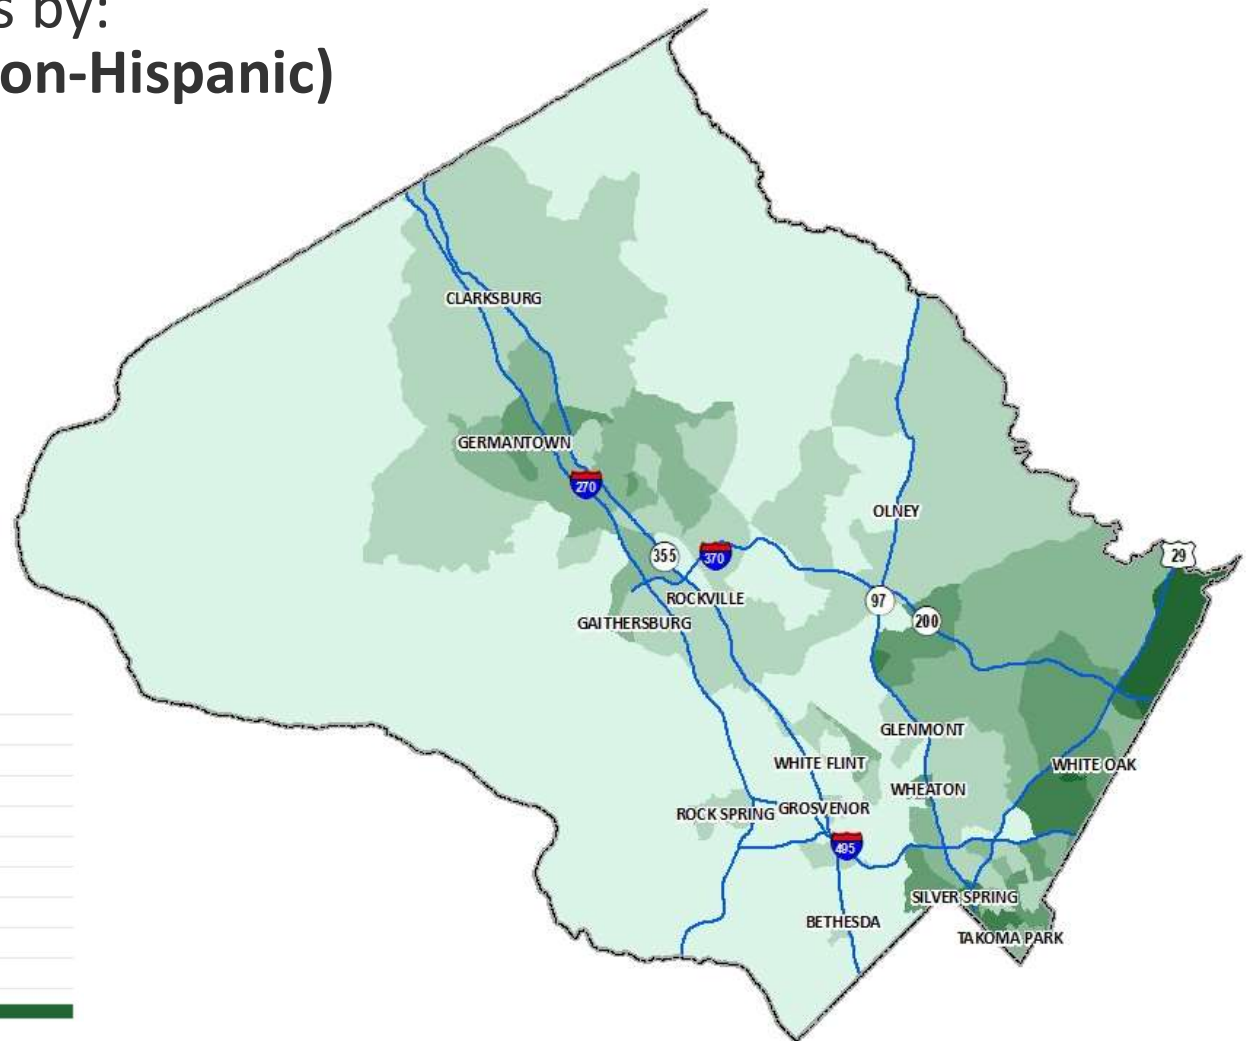 s by:
on-Hispanic)
CLARKSBURG
GERMANTOWN
270
OLNEY
355
370
29
ROCKVILLE
97
200
GAITHERSBURG
GLENMONT
WHITE FLINT
WHITE OAK
WHEATON
ROCK SPRING
GROSVENOR
495
SILVER SPRING
BETHESDA
TAKOMA PARK